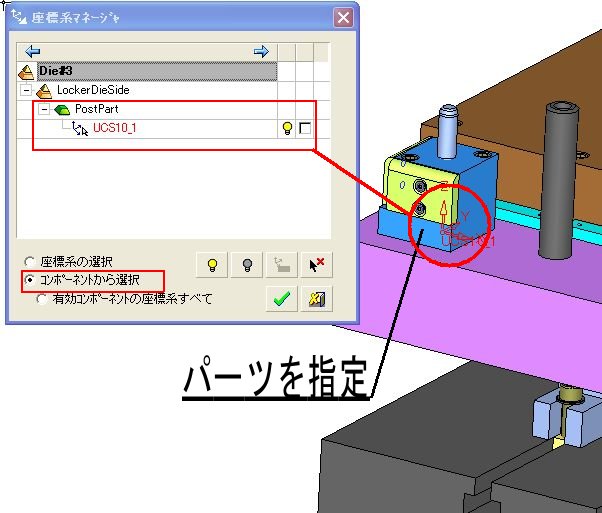 座標系ﾏﾈｰｼﾞｬ
Die#3
LockerDieSide
PostPart
UCS10_1
座標系の選択
ｺﾝﾎﾟｰﾈﾝﾄから選択
有効ｺﾝﾎﾟｰﾈﾝﾄの座標系すべて
Z
Y
UCS10_1
パーツを指定